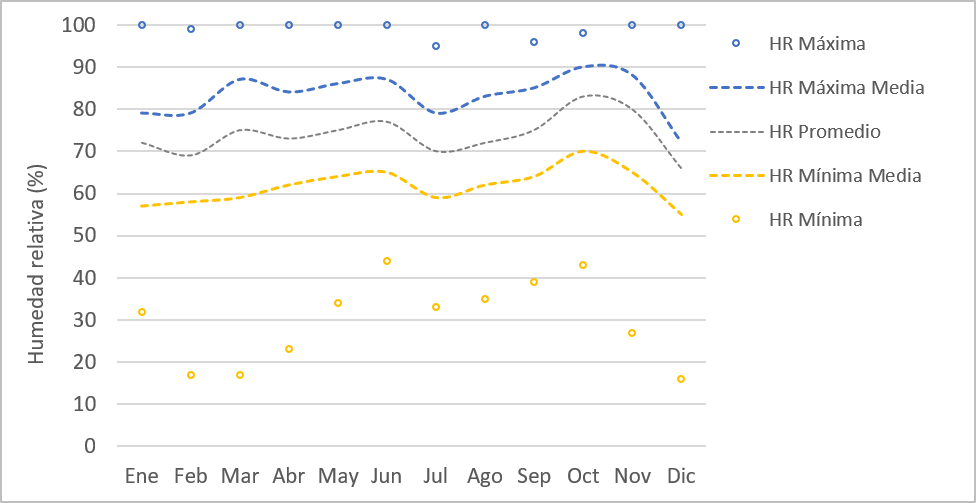 Humedad relativa (%)
100
90
80
70
60
50
40
30
20
10
0
Ene Feb Mar Abr May Jun Jul Ago Sep Oct Nov Dic
HR Máxima
HR Máxima Media
HR Promedio
HR Mínima Media
HR Mínima